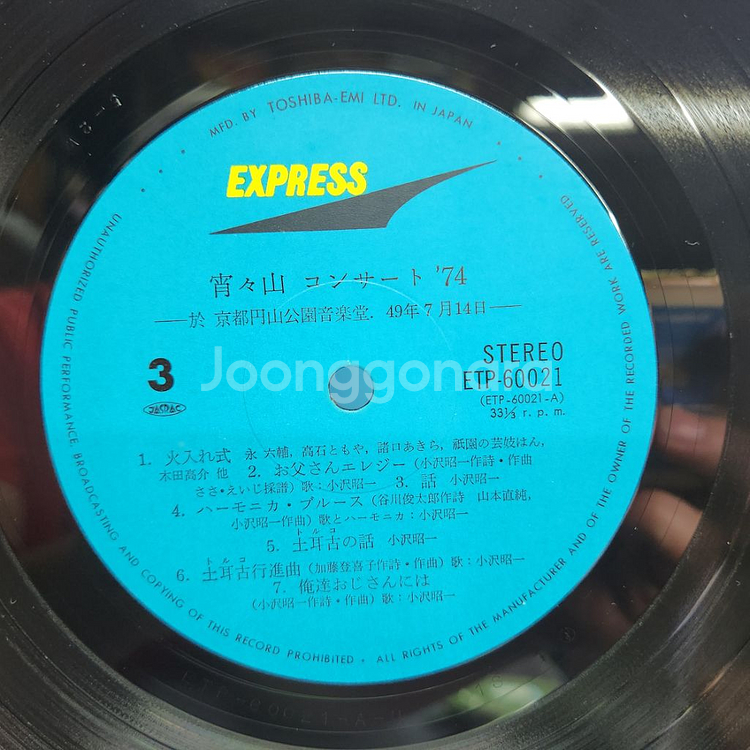 MFD. BY TOSHIBA-EMI LTD. IN JAPAN
EXPRESS
宵々山 コンサート '74
——於 京都円山公園音楽堂. 49年7月14日——
3
JASRAC
STEREO
ETP-60021
(ETP-60021-A)
33⅓ r. p. m.
Joonggona
1. 火入れ式 永 六輔, 高石ともや, 諸口あきら, 祇園の芸妓はん,
木田高介 他 2. お父さんエレジー (小沢昭一作詩・作曲
ささ・えいじ採譜) 歌:小沢昭一 3. 話 小沢昭一
4. ハーモニカ・ブルース (谷川俊太郎作詩 山本直純,
小沢昭一作曲) 歌とハーモニカ:小沢昭一
トルコ
5. 土耳古の話 小沢昭一
トルコ
6. 土耳古行進曲 (加藤登喜子作詩・作曲) 歌:小沢昭一
7. 俺達おじさんには
(小沢昭一作詩・作曲) 歌:小沢昭一
UNAUTHORIZED PUBLIC PERFORMANCE BROADCASTING AND COPYING OF THIS RECORD PROHIBITED • ALL RIGHTS OF THE MANUFACTURER AND OF THE OWNER OF THE RECORDED WORK ARE RESERVED